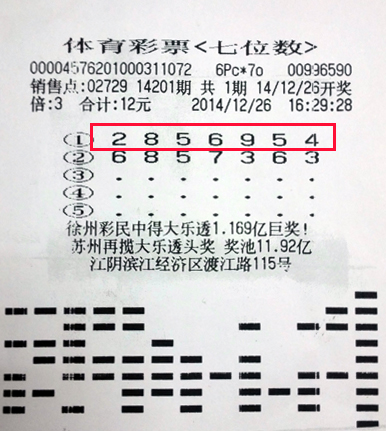 体育彩票<七位数>
00004576201000311072 6Pc*7o 00996590
销售点:02729 14201期 共 1期 14/12/26开奖
倍:3 合计:12元 2014/12/26 16:29:28
① 2 8 5 6 9 5 4
② 6 8 5 7 3 6 3
③ . . . . . . .
④ . . . . . . .
⑤ . . . . . . .
徐州彩民中得大乐透1.169亿巨奖!
苏州再揽大乐透头奖 奖池11.92亿
江阴滨江经济区渡江路115号